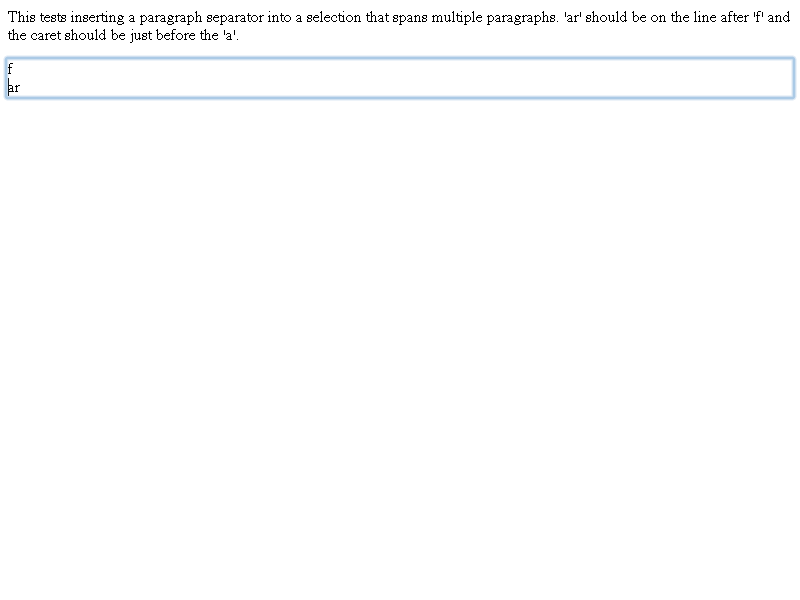 This tests inserting a paragraph separator into a selection that spans multiple paragraphs. 'ar' should be on the line after 'f' and
the caret should be just before the 'a'.
f
ar